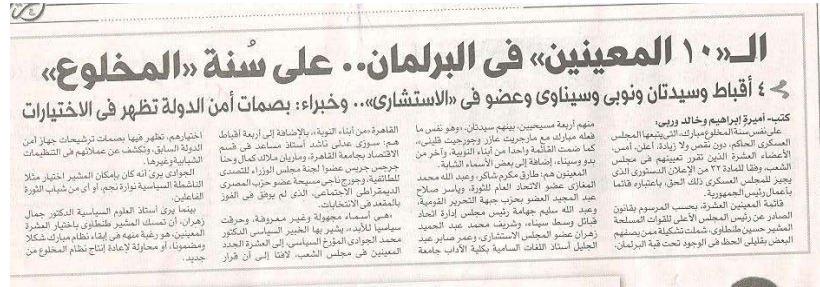 الـ«١٠ المعينين» فى البرلمان.. على سُنة «المخلوع»
٤ أقباط وسيدتان ونوبى وسيناوى وعضو فى «الاستشارى».. وخبراء: بصمات أمن الدولة تظهر فى الاختيارات
كتب- أميرة إبراهيم وخالد وربى:
على نفس سنة المخلوع مبارك، التى يتبعها المجلس
العسكرى الحاكم، دون نقص ولا زيادة، أعلن، أمس،
الأعضاء العشرة الذين تقرر تعيينهم فى مجلس
الشعب، وفقا للمادة ٣٢ من الإعلان الدستورى الذى
يجيز للمجلس العسكرى ذلك الحق، باعتباره قائما
بأعمال رئيس الجمهورية.
قائمة المعينين العشرة، بحسب المرسوم بقانون
الصادر عن رئيس المجلس الأعلى للقوات المسلحة
المشير حسين طنطاوى، شملت تشكيلة ممن يصفهم
البعض بقليلى الحظ فى الوجود تحت قبة البرلمان،
منهم أربعة مسيحيين، بينهم سيدتان، «وهو نفس ما
فعله مبارك مع مارجريت عازر وجورجيت قلينى»،
كما ضمت القائمة واحدا من أبناء النوبة، وآخر من
بدو وسيناء، إضافة إلى بعض الأسماء الشابة.
المعينون هم: طارق مكرم شاكر، وعبد الله محمد
المغازى عضو الاتحاد العام للثورة، وياسر صلاح
عبد المجيد العضو بحزب جبهة التحرير القومية،
وعبد الله سليم جهامة رئيس مجلس إدارة اتحاد
قبائل وسط سيناء، وشريف محمد عبد الحميد
زهران عضو المجلس الاستشارى، وعمر صابر عبد
الجليل أستاذ اللغات السامية بكلية الآداب جامعة
القاهرة «من أبناء النوبة»، بالإضافة إلى أربعة أقباط
هم: سوزى عدلى ناشد أستاذ مساعد فى قسم
الاقتصاد بجامعة القاهرة، وماريان ملاك كمال وحنا
جرجس جريس عضوا لجنة مجلس الوزراء للتصدى
للطائفية، وجورج ناجى مسيحة عضو حزب المصرى
الديمقراطى الاجتماعى، الذى لم يوفق فى الفوز
بالمقعد فى الانتخابات.
«هى أسماء مجهولة وغير معروفة، وحرقت
سياسيا للأبد»، يشير بها الخبير السياسى الدكتور
محمد الجوادى المؤرخ السياسى، إلى العشرة الجدد
المعينين فى مجلس الشعب، لافتا إلى أن قرار
اختيارهم، تظهر فيها بصمات ترشيحات جهاز أمن
الدولة السابق، وتكشف عن عملائهم فى التنظيمات
الشبابية وغيرها.
الجوادى يرى أنه كان بإمكان المشير اختيار مثلا
الناشطة السياسية نوارة نجم، أو أى من شباب الثورة
الفاعلين.
بينما يرى أستاذ العلوم السياسية الدكتور جمال
زهران، أن تمسك المشير طنطاوى باختيار العشرة
المعينين، هو رغبة منه فى إبقاء نظام مبارك شكلا
ومضمونا، أو محاولة لإعادة إنتاج نظام المخلوع من
جديد.